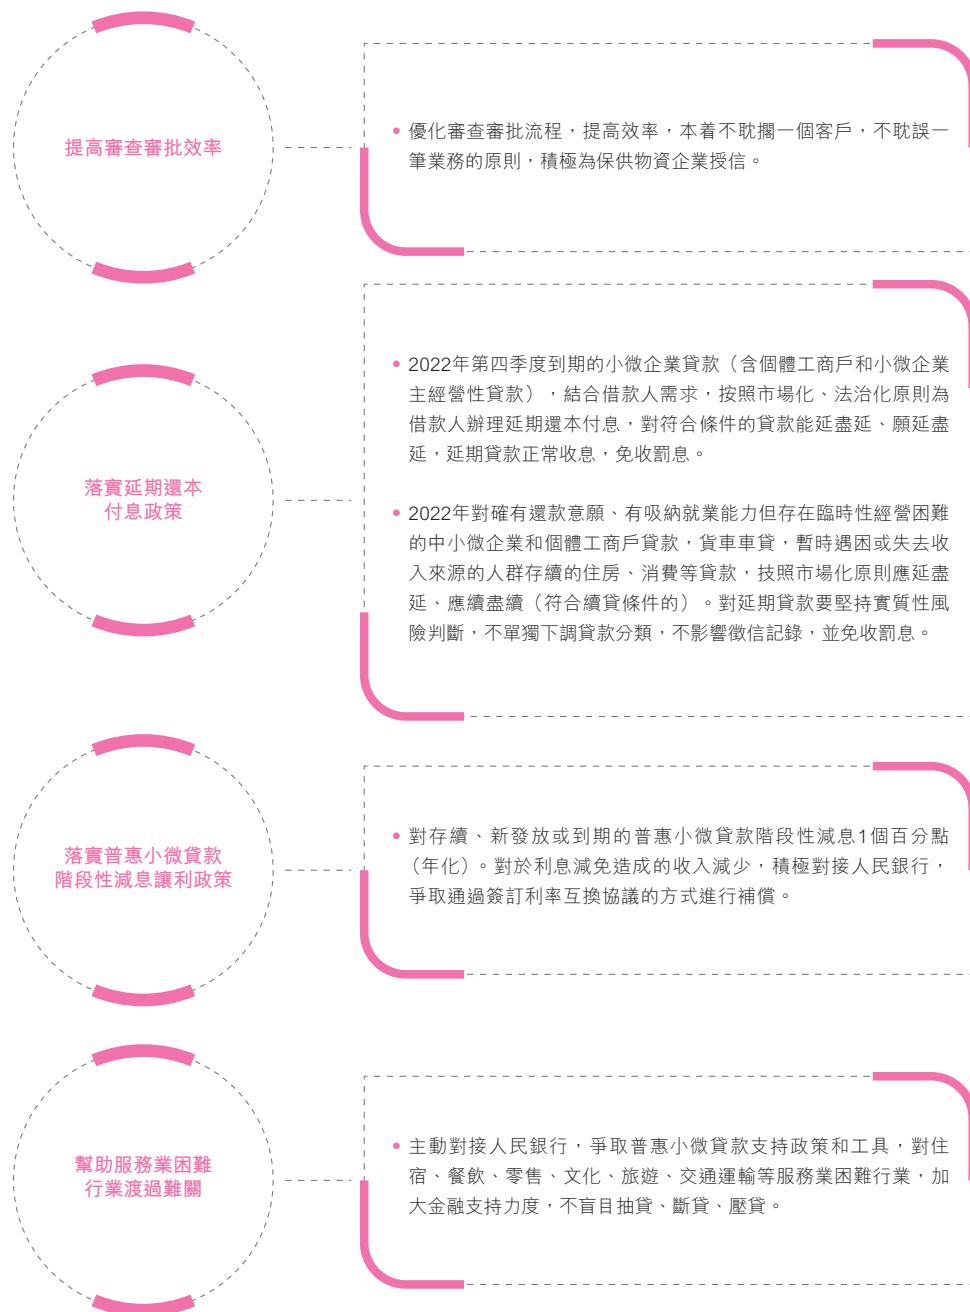 提高審查審批效率
• 優化審查審批流程，提高效率，本着不耽擱一個客戶，不耽誤一
筆業務的原則，積極為保供物資企業授信。
落實延期還本
付息政策
• 2022年第四季度到期的小微企業貸款（含個體工商戶和小微企業
主經營性貸款），結合借款人需求，按照市場化、法治化原則為
借款人辦理延期還本付息，對符合條件的貸款能延盡延、願延盡
延，延期貸款正常收息，免收罰息。
• 2022年對確有還款意願、有吸納就業能力但存在臨時性經營困難
的中小微企業和個體工商戶貸款，貨車車貸，暫時遇困或失去收
入來源的人群存續的住房、消費等貸款，技照市場化原則應延盡
延、應續盡續（符合續貸條件的）。對延期貸款要堅持實質性風
險判斷，不單獨下調貸款分類，不影響徵信記錄，並免收罰息。
落實普惠小微貸款
階段性減息讓利政策
• 對存續、新發放或到期的普惠小微貸款階段性減息1個百分點
（年化）。對於利息減免造成的收入減少，積極對接人民銀行，
爭取通過簽訂利率互換協議的方式進行補償。
幫助服務業困難
行業渡過難關
• 主動對接人民銀行，爭取普惠小微貸款支持政策和工具，對住
宿、餐飲、零售、文化、旅遊、交通運輸等服務業困難行業，加
大金融支持力度，不盲目抽貸、斷貸、壓貸。